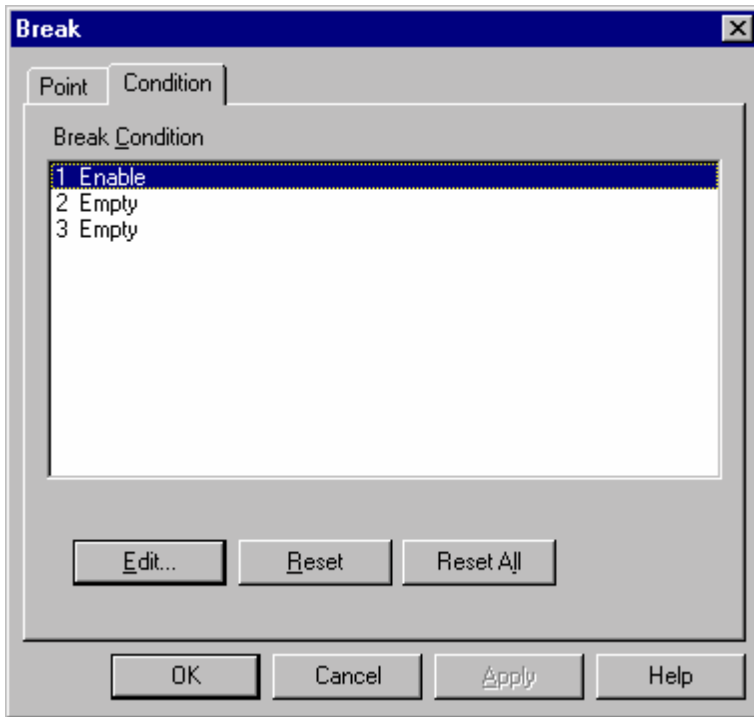 Break
Point Condition
Break Condition
1 Enable
2 Empty
3 Empty
Edit... Reset Reset All
OK Cancel Apply Help